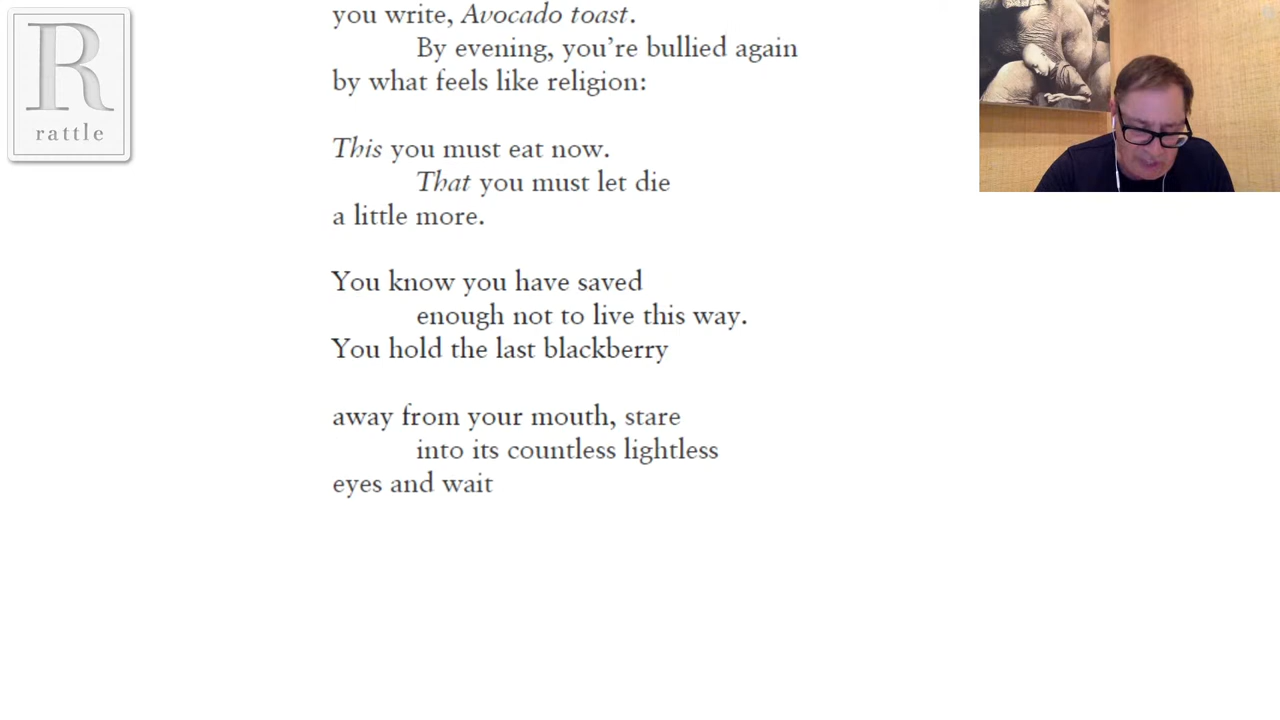 R
rattle
you write, Avocado toast.
By evening, you're bullied again
by what feels like religion:
This you must eat now.
That you must let die
a little more.
You know you have saved
enough not to live this way.
You hold the last blackberry
away from your mouth, stare
into its countless lightless
eyes and wait